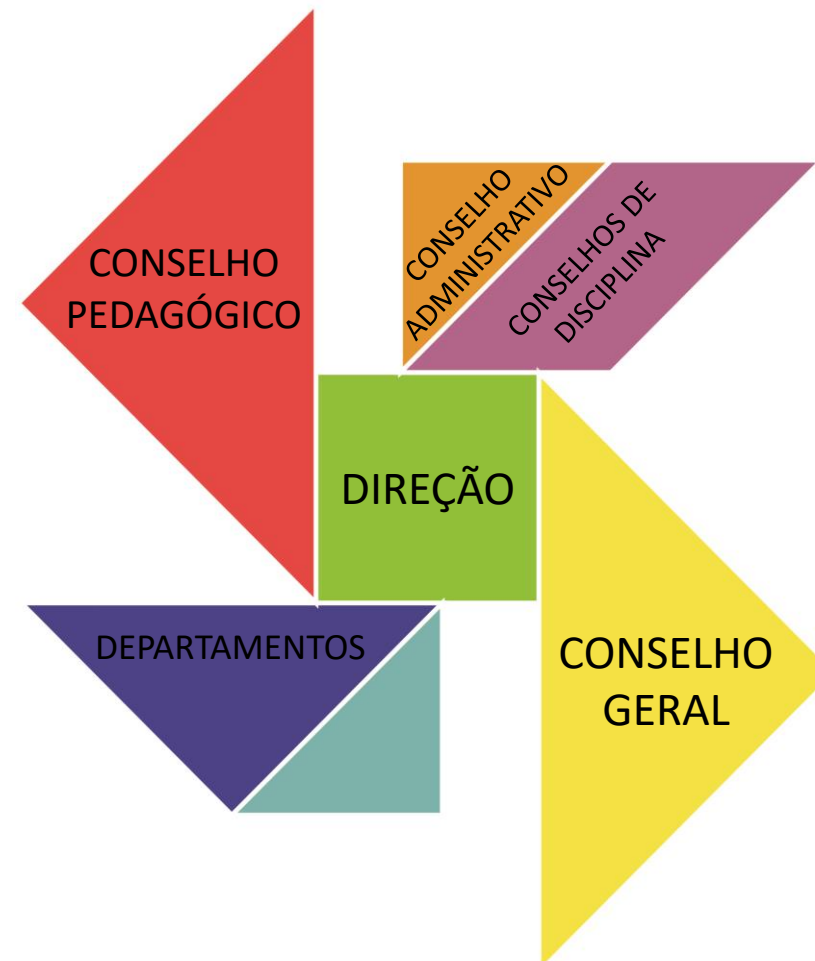 CONSELHO
PEDAGÓGICO
CONSELHO
ADMINISTRATIVO
CONSELHOS DE
DISCIPLINA
DIREÇÃO
DEPARTAMENTOS
CONSELHO
GERAL